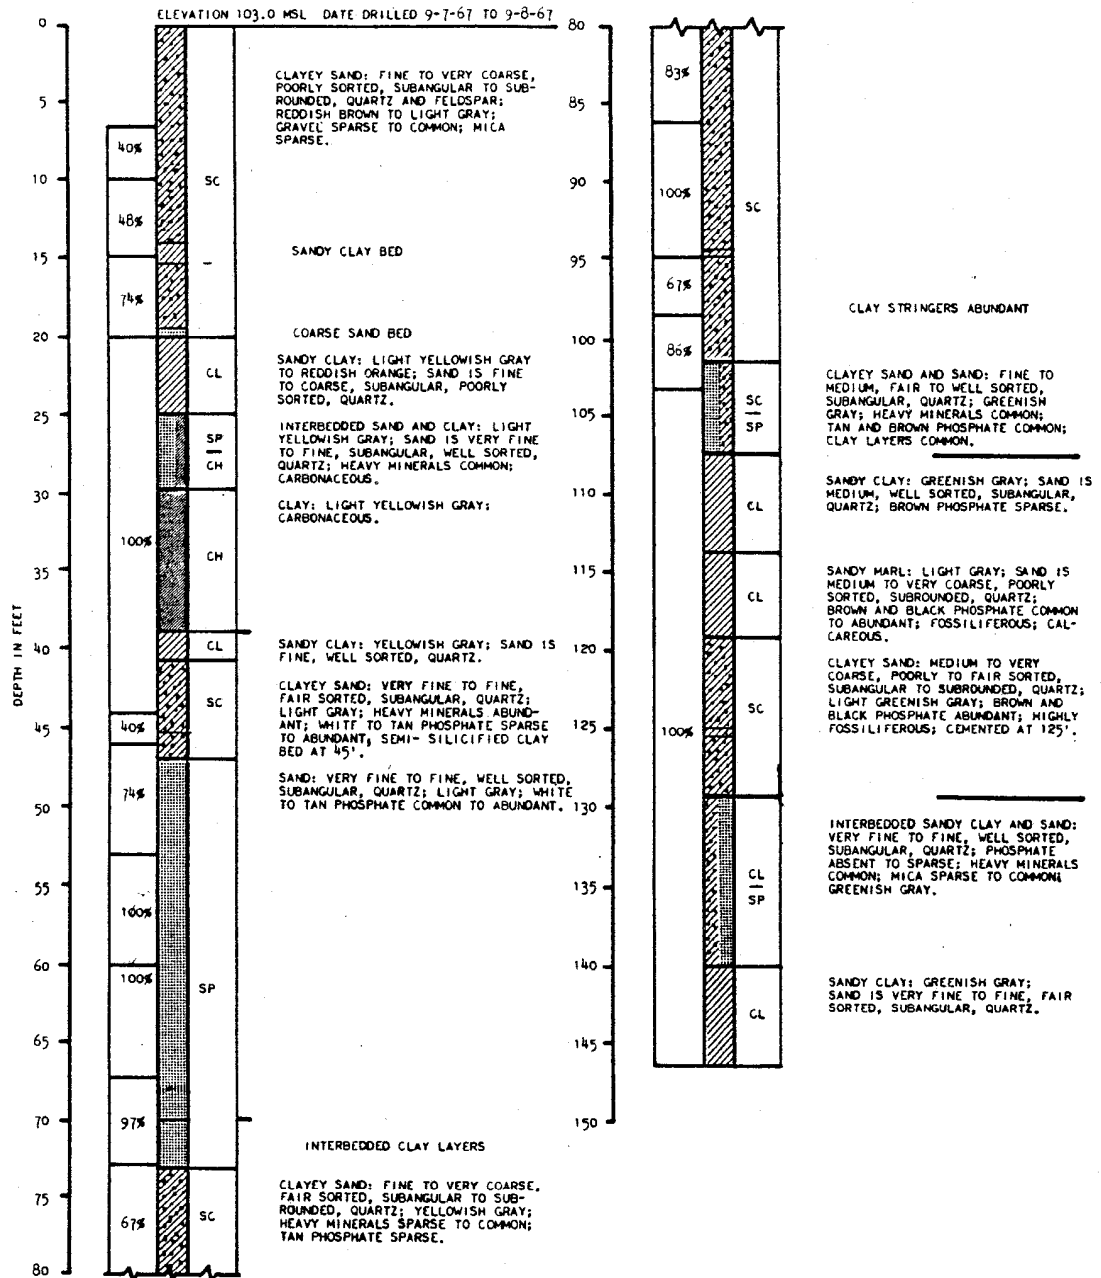 ELEVATION 103.0 MSL DATE DRILLED 9-7-67 TO 9-8-67
DEPTH IN FEET
0
5
10
15
20
25
30
35
40
45
50
55
60
65
70
75
80
40%
48%
74%
100%
40%
74%
100%
100%
97%
67%
SC
CL
SP
CH
CH
CL
SC
SP
SC
CLAYEY SAND: FINE TO VERY COARSE,
POORLY SORTED, SUBANGULAR TO SUB-
ROUNDED, QUARTZ AND FELDSPAR;
REDDISH BROWN TO LIGHT GRAY;
GRAVEL SPARSE TO COMMON; MICA
SPARSE.
SANDY CLAY BED
COARSE SAND BED
SANDY CLAY: LIGHT YELLOWISH GRAY
TO REDDISH ORANGE; SAND IS FINE
TO COARSE, SUBANGULAR, POORLY
SORTED, QUARTZ.
INTERBEDDED SAND AND CLAY: LIGHT
YELLOWISH GRAY; SAND IS VERY FINE
TO FINE, SUBANGULAR, WELL SORTED,
QUARTZ; HEAVY MINERALS COMMON;
CARBONACEOUS.
CLAY: LIGHT YELLOWISH GRAY;
CARBONACEOUS.
SANDY CLAY: YELLOWISH GRAY; SAND IS
FINE, WELL SORTED, QUARTZ.
CLAYEY SAND: VERY FINE TO FINE,
FAIR SORTED, SUBANGULAR, QUARTZ;
LIGHT GRAY; HEAVY MINERALS ABUND-
ANT; WHITE TO TAN PHOSPHATE SPARSE
TO ABUNDANT, SEMI- SILICIFIED CLAY
BED AT 45'.
SAND: VERY FINE TO FINE, WELL SORTED,
SUBANGULAR, QUARTZ; LIGHT GRAY; WHITE
TO TAN PHOSPHATE COMMON TO ABUNDANT.
INTERBEDDED CLAY LAYERS
CLAYEY SAND: FINE TO VERY COARSE.
FAIR SORTED, SUBANGULAR TO SUB-
ROUNDED, QUARTZ; YELLOWISH GRAY;
HEAVY MINERALS SPARSE TO COMMON;
TAN PHOSPHATE SPARSE.
80
85
90
95
100
105
110
115
120
125
130
135
140
145
150
83%
100%
67%
86%
100%
SC
SC
SP
CL
CL
SC
CL
SP
CL
CLAY STRINGERS ABUNDANT
CLAYEY SAND AND SAND: FINE TO
MEDIUM, FAIR TO WELL SORTED,
SUBANGULAR, QUARTZ; GREENISH
GRAY; HEAVY MINERALS COMMON;
TAN AND BROWN PHOSPHATE COMMON;
CLAY LAYERS COMMON.
SANDY CLAY: GREENISH GRAY; SAND IS
MEDIUM, WELL SORTED, SUBANGULAR,
QUARTZ; BROWN PHOSPHATE SPARSE.
SANDY MARL: LIGHT GRAY; SAND IS
MEDIUM TO VERY COARSE, POORLY
SORTED, SUBROUNDED, QUARTZ;
BROWN AND BLACK PHOSPHATE COMMON
TO ABUNDANT; FOSSILIFEROUS; CAL-
CAREOUS.
CLAYEY SAND: MEDIUM TO VERY
COARSE, POORLY TO FAIR SORTED,
SUBANGULAR TO SUBROUNDED, QUARTZ;
LIGHT GREENISH GRAY; BROWN AND
BLACK PHOSPHATE ABUNDANT; HIGHLY
FOSSILIFEROUS; CEMENTED AT 125'.
INTERBEDDED SANDY CLAY AND SAND:
VERY FINE TO FINE, WELL SORTED,
SUBANGULAR, QUARTZ; PHOSPHATE
ABSENT TO SPARSE; HEAVY MINERALS
COMMON; MICA SPARSE TO COMMON;
GREENISH GRAY.
SANDY CLAY: GREENISH GRAY;
SAND IS VERY FINE TO FINE, FAIR
SORTED, SUBANGULAR, QUARTZ.